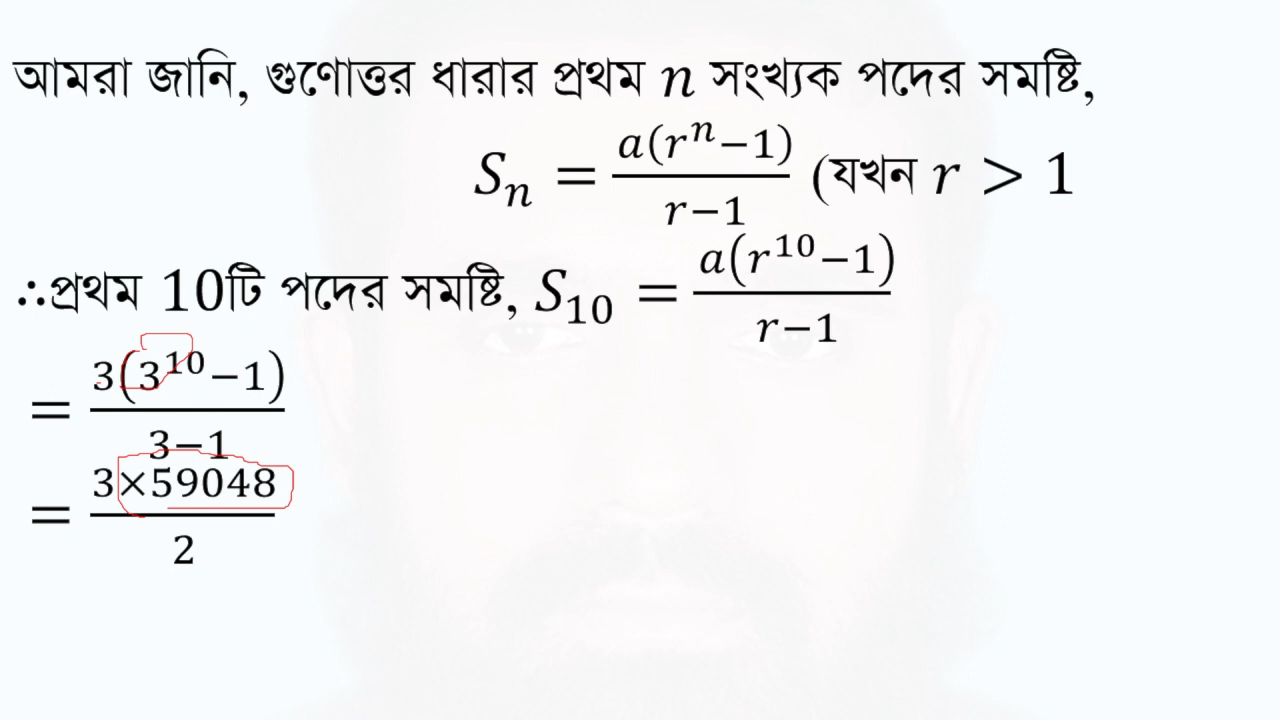 আমরা জানি, গুণোত্তর ধারার প্রথম n সংখ্যক পদের সমষ্টি,
Sₙ = a(rⁿ−1)/r−1 (যখন r > 1
∴প্রথম 10টি পদের সমষ্টি, S₁₀ = a(r¹⁰−1)/r−1
= 3(3¹⁰−1)/3−1
= 3×59048/2